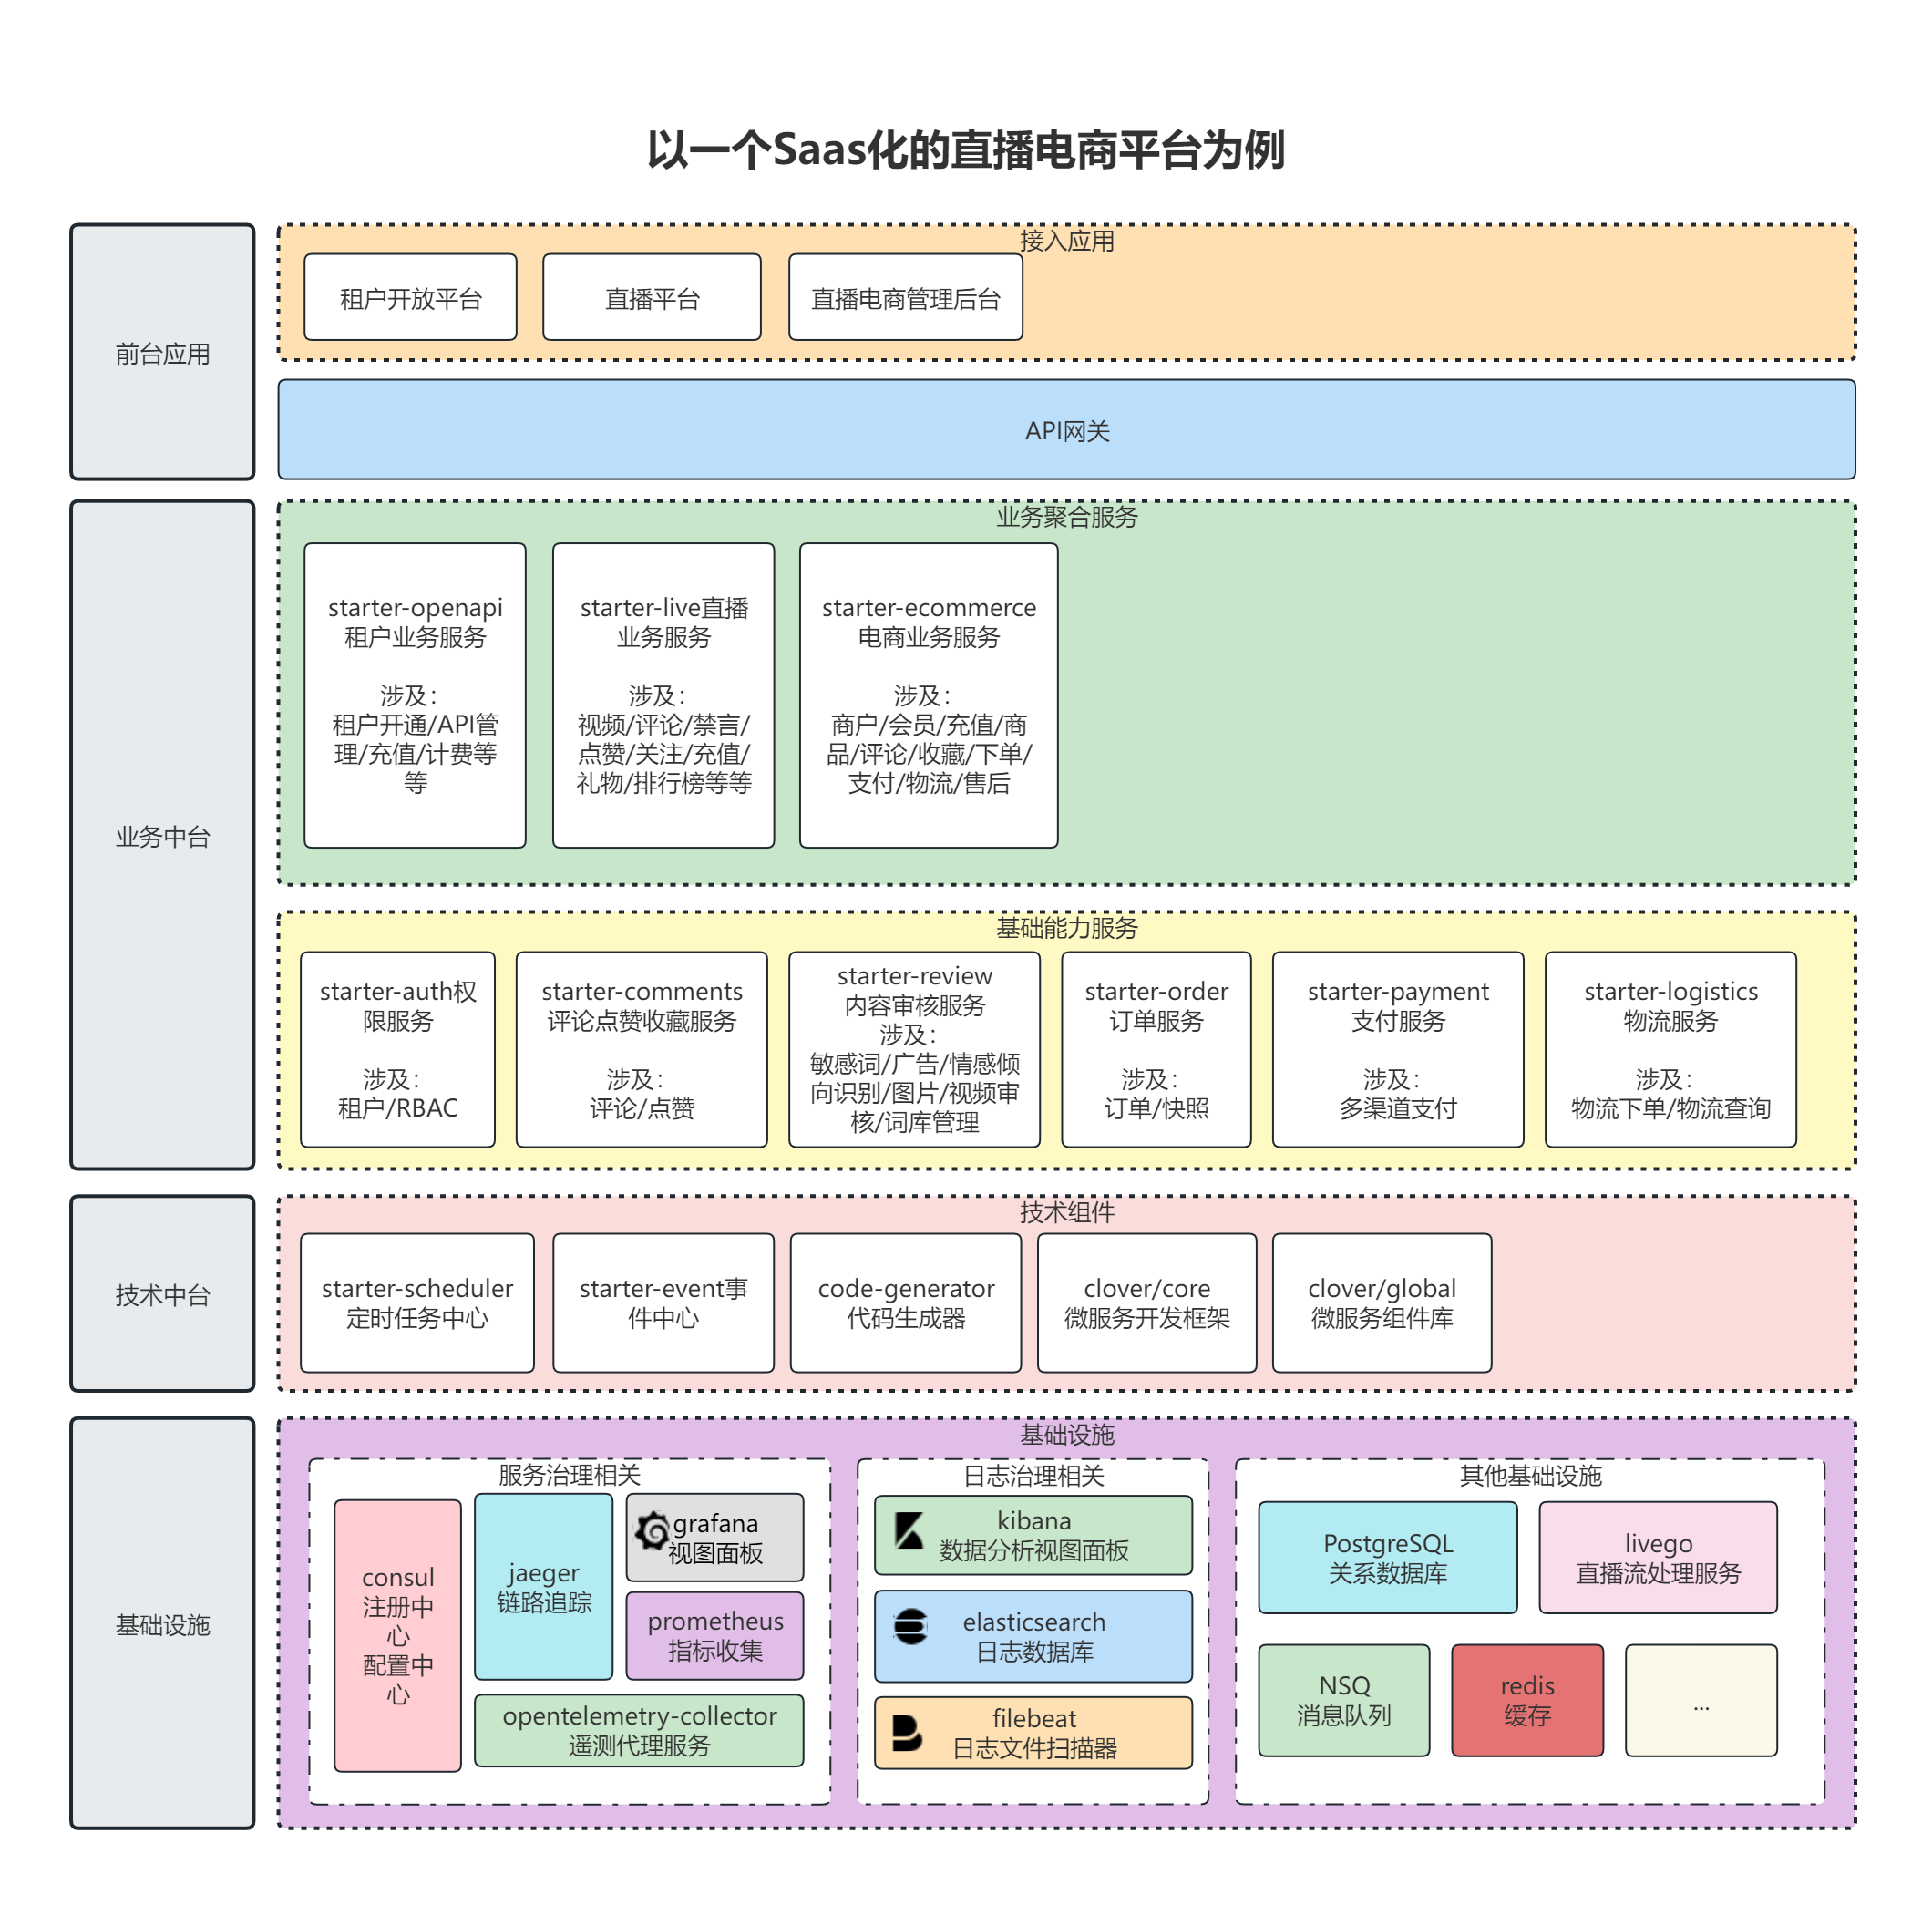 以一个Saas化的直播电商平台为例
前台应用
接入应用
租户开放平台
直播平台
直播电商管理后台
API网关
业务中台
业务聚合服务
starter-openapi
租户业务服务
涉及：
租户开通/API管
理/充值/计费等
等
starter-live直播
业务服务
涉及：
视频/评论/禁言/
点赞/关注/充值/
礼物/排行榜等等
starter-ecommerce
电商业务服务
涉及：
商户/会员/充值/商
品/评论/收藏/下单/
支付/物流/售后
基础能力服务
starter-auth权
限服务
涉及：
租户/RBAC
starter-comments
评论点赞收藏服务
涉及：
评论/点赞
starter-review
内容审核服务
涉及：
敏感词/广告/情感倾
向识别/图片/视频审
核/词库管理
starter-order
订单服务
涉及：
订单/快照
starter-payment
支付服务
涉及：
多渠道支付
starter-logistics
物流服务
涉及：
物流下单/物流查询
技术中台
技术组件
starter-scheduler
定时任务中心
starter-event事
件中心
code-generator
代码生成器
clover/core
微服务开发框架
clover/global
微服务组件库
基础设施
基础设施
服务治理相关
consul
注册中
心
配置中
心
jaeger
链路追踪
grafana
视图面板
prometheus
指标收集
opentelemetry-collector
遥测代理服务
日志治理相关
kibana
数据分析视图面板
elasticsearch
日志数据库
filebeat
日志文件扫描器
其他基础设施
PostgreSQL
关系数据库
livego
直播流处理服务
NSQ
消息队列
redis
缓存
...